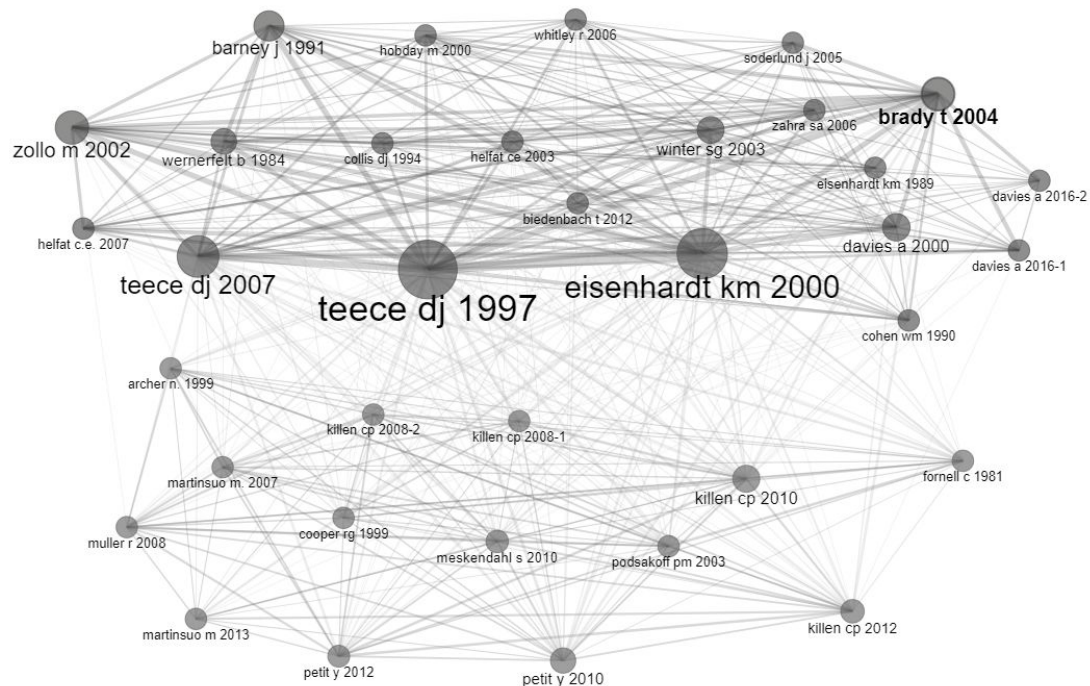 whitley r 2006
barney j 1991
hobday m 2000
soderlund j 2005
zahra sa 2006
brady t 2004
zollo m 2002
wernerfelt b 1984
collis dj 1994
helfat ce 2003
winter sg 2003
eisenhardt km 1989
davies a 2016-2
biedenbach t 2012
helfat c.e. 2007
davies a 2000
davies a 2016-1
teece dj 2007
teece dj 1997
eisenhardt km 2000
cohen wm 1990
archer n. 1999
killen cp 2008-2
killen cp 2008-1
martinsuo m. 2007
fornell c 1981
killen cp 2010
cooper rg 1999
muller r 2008
meskendahl s 2010
podsakoff pm 2003
martinsuo m 2013
killen cp 2012
petit y 2012
petit y 2010